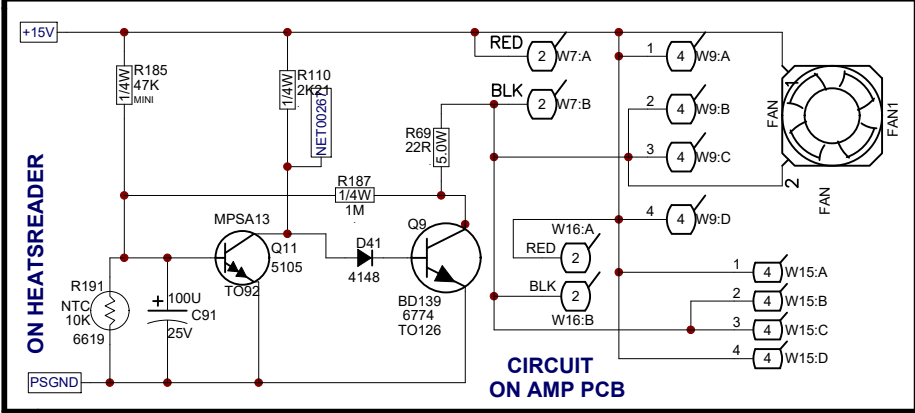 +15V
RED
2
W7:A
1
4
W9:A
R185
47K
MINI
1/4W
R110
2K21
1/4W
NET00267
BLK
2
W7:B
2
4
W9:B
1
FAN
FAN1
R69
22R
5.0W
3
4
W9:C
2
FAN
ON HEATSREADER
R187
1/4W
1M
MPSA13
Q11
5105
TO92
D41
4148
Q9
BD139
6774
TO126
W16:A
RED
2
4
4
W9:D
BLK
2
W16:B
1
4
W15:A
2
4
W15:B
3
4
W15:C
4
4
W15:D
R191
NTC
10K
6619
+
100U
C91
25V
PSGND
CIRCUIT
ON AMP PCB